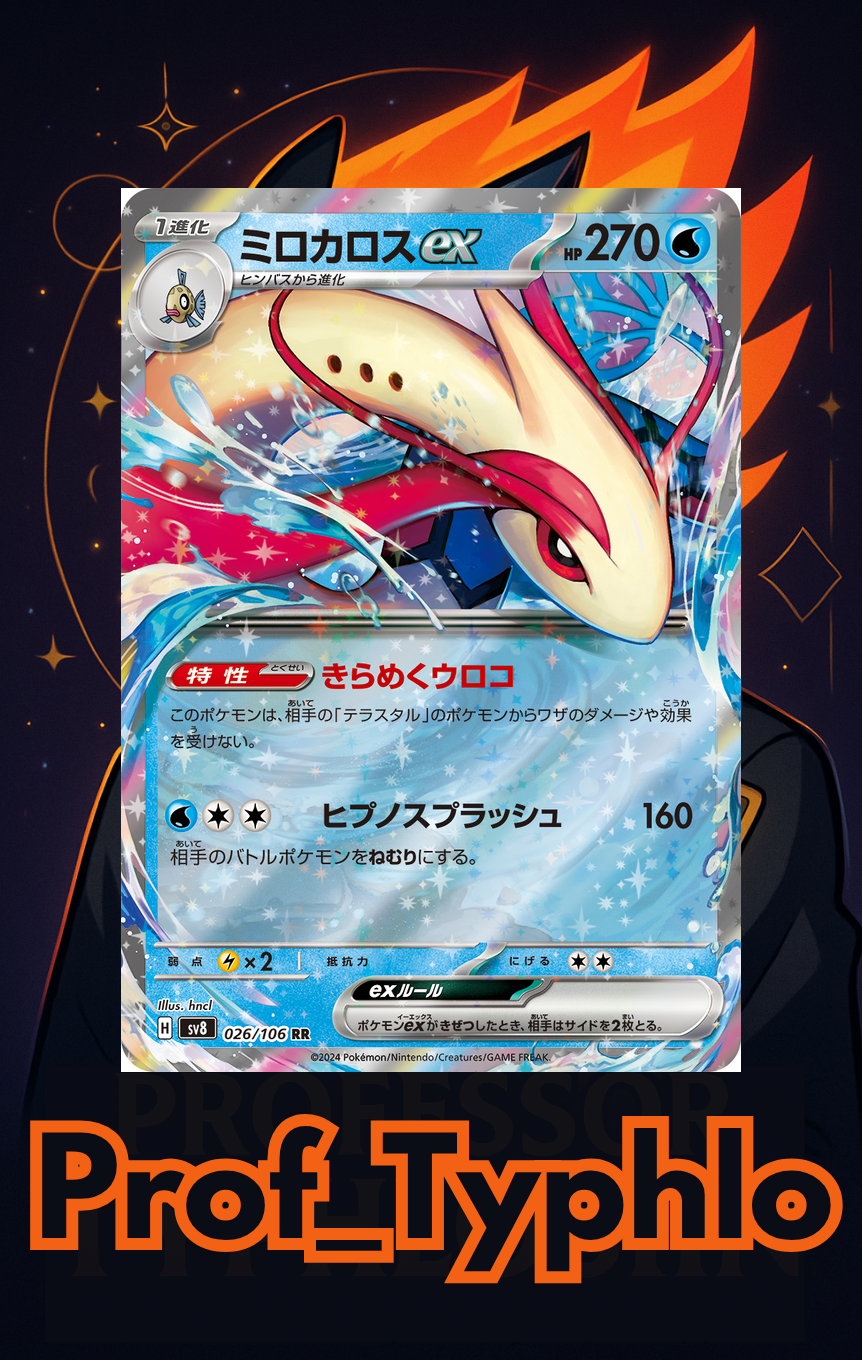 1進化
ミロカロスex
HP 270
ヒンバスから進化
特性 とくせい きらめくウロコ
このポケモンは、相手の「テラスタル」のポケモンからワザのダメージや効果
を受けない。
ヒプノスプラッシュ 160
相手のバトルポケモンをねむりにする。
弱点 ×2 抵抗力 にげる
exルール
ポケモンexがきぜつしたとき、相手はサイドを2枚とる。
Illus. hncl
H sv8 026/106 RR
©2024 Pokémon/Nintendo/Creatures/GAME FREAK.
PROFESSOR
Prof_Typhlo